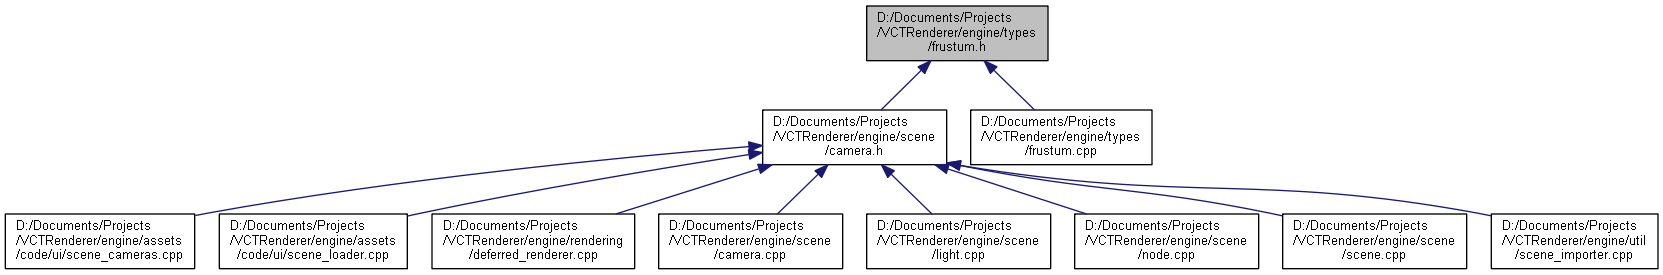 D:/Documents/Projects
/VCTRenderer/engine/types
/frustum.h
D:/Documents/Projects
/VCTRenderer/engine/scene
/camera.h
D:/Documents/Projects
/VCTRenderer/engine/types
/frustum.cpp
D:/Documents/Projects
/VCTRenderer/engine/assets
/code/ui/scene_cameras.cpp
D:/Documents/Projects
/VCTRenderer/engine/assets
/code/ui/scene_loader.cpp
D:/Documents/Projects
/VCTRenderer/engine/rendering
/deferred_renderer.cpp
D:/Documents/Projects
/VCTRenderer/engine/scene
/camera.cpp
D:/Documents/Projects
/VCTRenderer/engine/scene
/light.cpp
D:/Documents/Projects
/VCTRenderer/engine/scene
/node.cpp
D:/Documents/Projects
/VCTRenderer/engine/scene
/scene.cpp
D:/Documents/Projects
/VCTRenderer/engine/util
/scene_importer.cpp